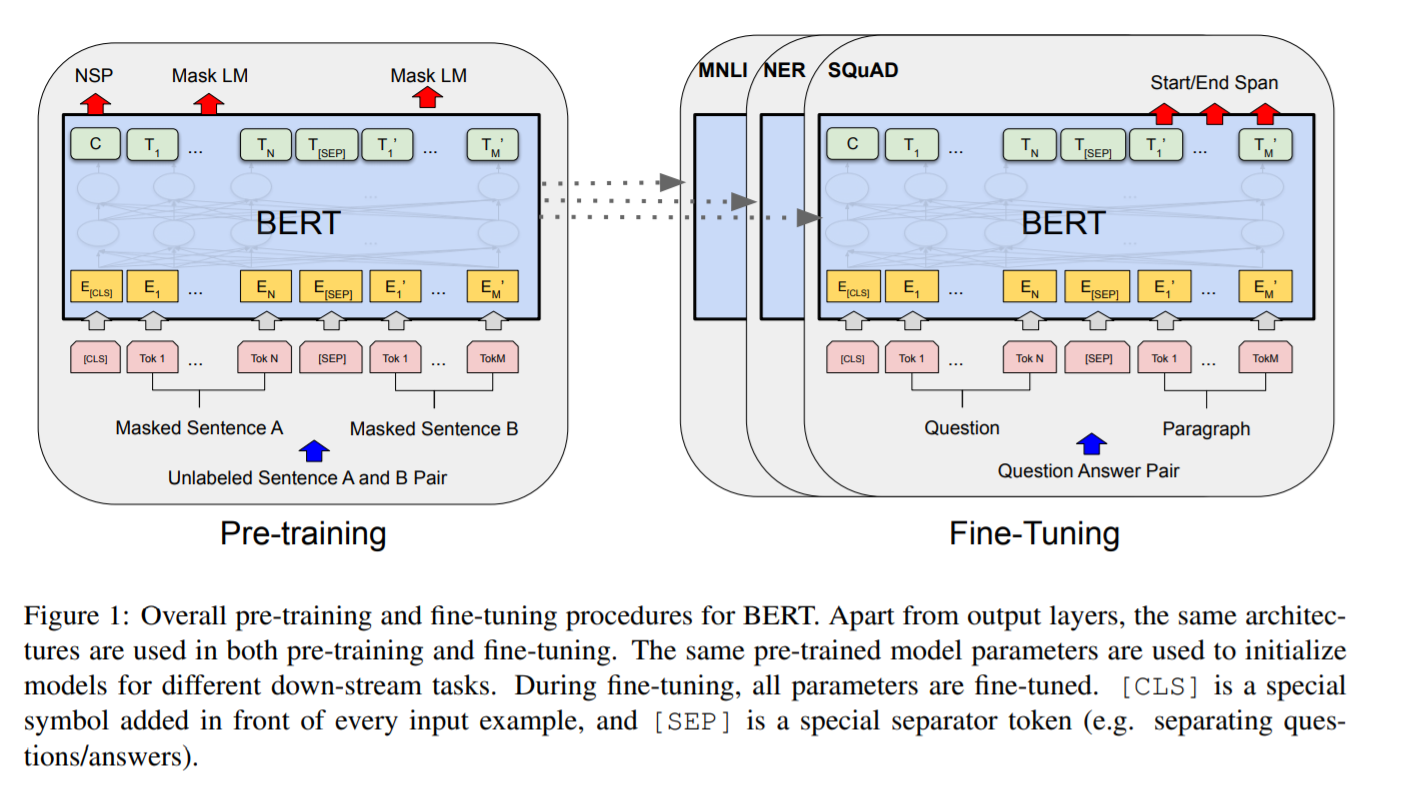 NSP Mask LM Mask LM
C T1 ... TN T[SEP] T1' ... TM'
BERT
E[CLS] E1 ... EN E[SEP] E1' ... EM'
[CLS] Tok 1 ... Tok N [SEP] Tok 1 ... TokM
Masked Sentence A Masked Sentence B
Unlabeled Sentence A and B Pair
Pre-training
MNLI NER SQuAD
Start/End Span
C T1 ... TN T[SEP] T1' ... TM'
BERT
E[CLS] E1 ... EN E[SEP] E1' ... EM'
[CLS] Tok 1 ... Tok N [SEP] Tok 1 ... TokM
Question Paragraph
Question Answer Pair
Fine-Tuning
Figure 1: Overall pre-training and fine-tuning procedures for BERT. Apart from output layers, the same architec-
tures are used in both pre-training and fine-tuning. The same pre-trained model parameters are used to initialize
models for different down-stream tasks. During fine-tuning, all parameters are fine-tuned. [CLS] is a special
symbol added in front of every input example, and [SEP] is a special separator token (e.g. separating ques-
tions/answers).